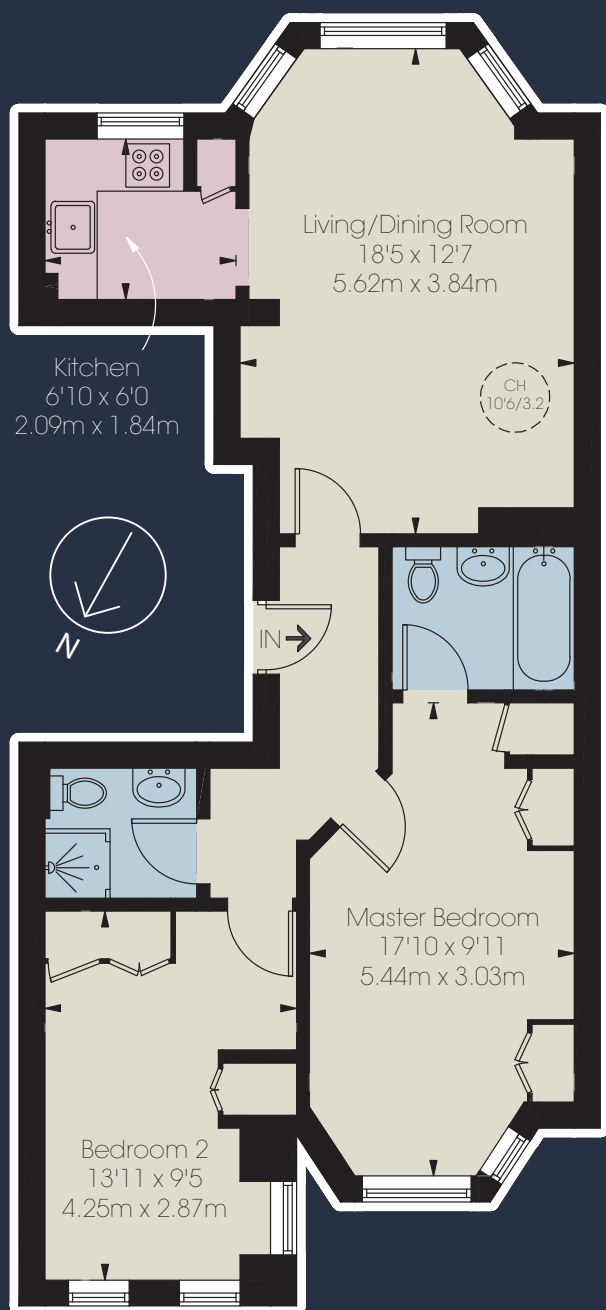 Living/Dining Room
18'5 x 12'7
5.62m x 3.84m
Kitchen
6'10 x 6'0
2.09m x 1.84m
CH
10'6/3.2
N
IN
Master Bedroom
17'10 x 9'11
5.44m x 3.03m
Bedroom 2
13'11 x 9'5
4.25m x 2.87m